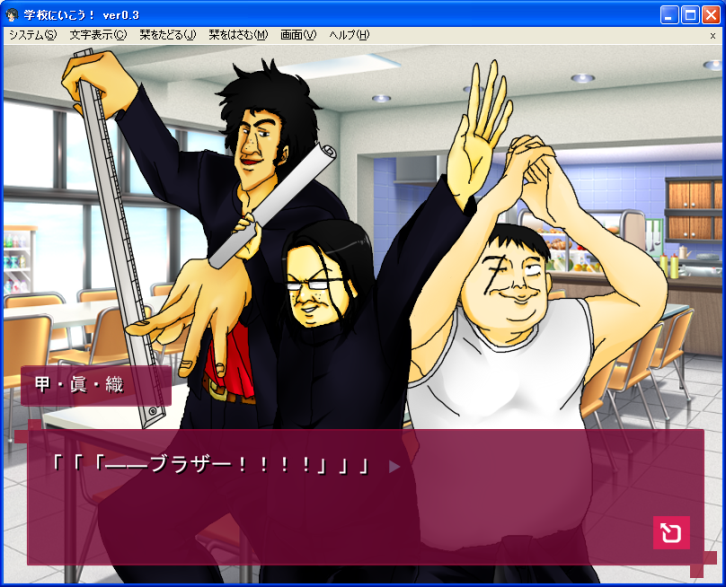 学校にいこう！ ver0.3
システム(S) 文字表示(C) 栞をたどる(J) 栞をはさむ(M) 画面(V) ヘルプ(H) x
甲・眞・織
「「「――ブラザー！！！！」」」